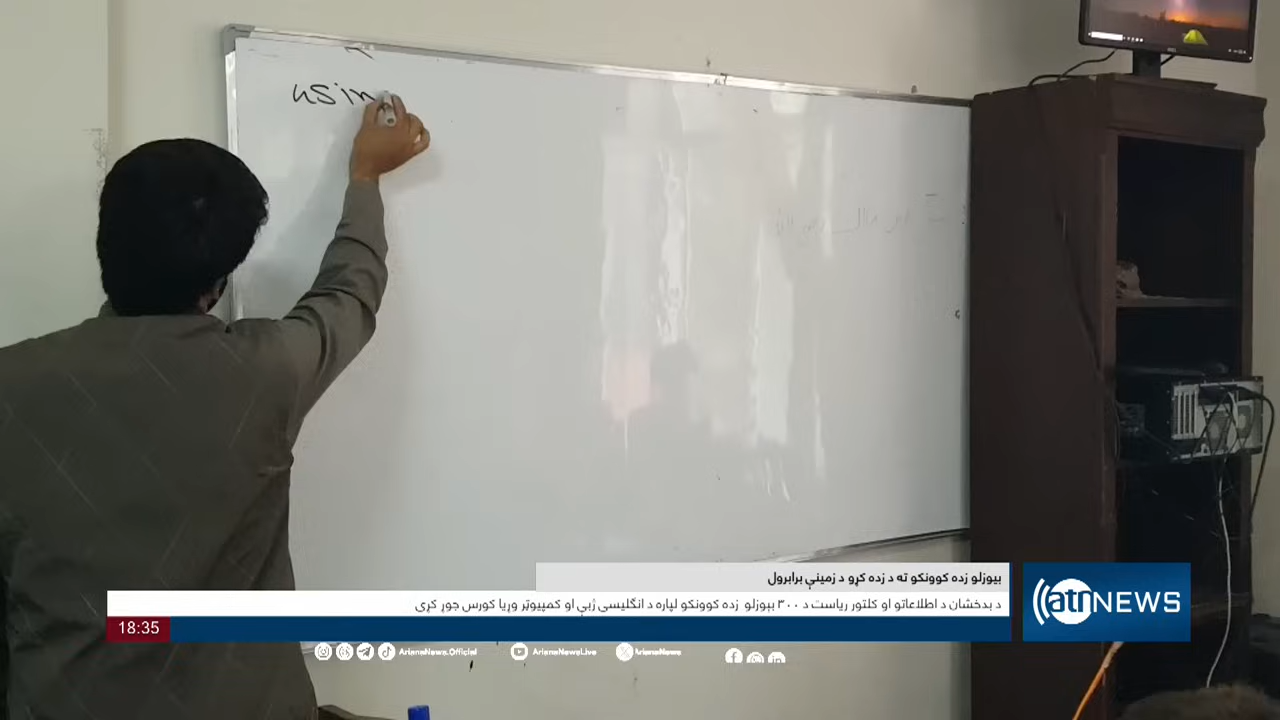 usin
بیوزلو زده کوونکو ته د زده کړو د زمینې برابرول
د بدخشان د اطلاعاتو او کلتور ریاست د ۳۰۰ بیوزلو زده کوونکو لپاره د انګلیسی ژبې او کمپیوټر وړیا کورس جوړ کړی
atn NEWS
18:35
ArianaNews.Official
ArianaNewsLive
ArianaNews